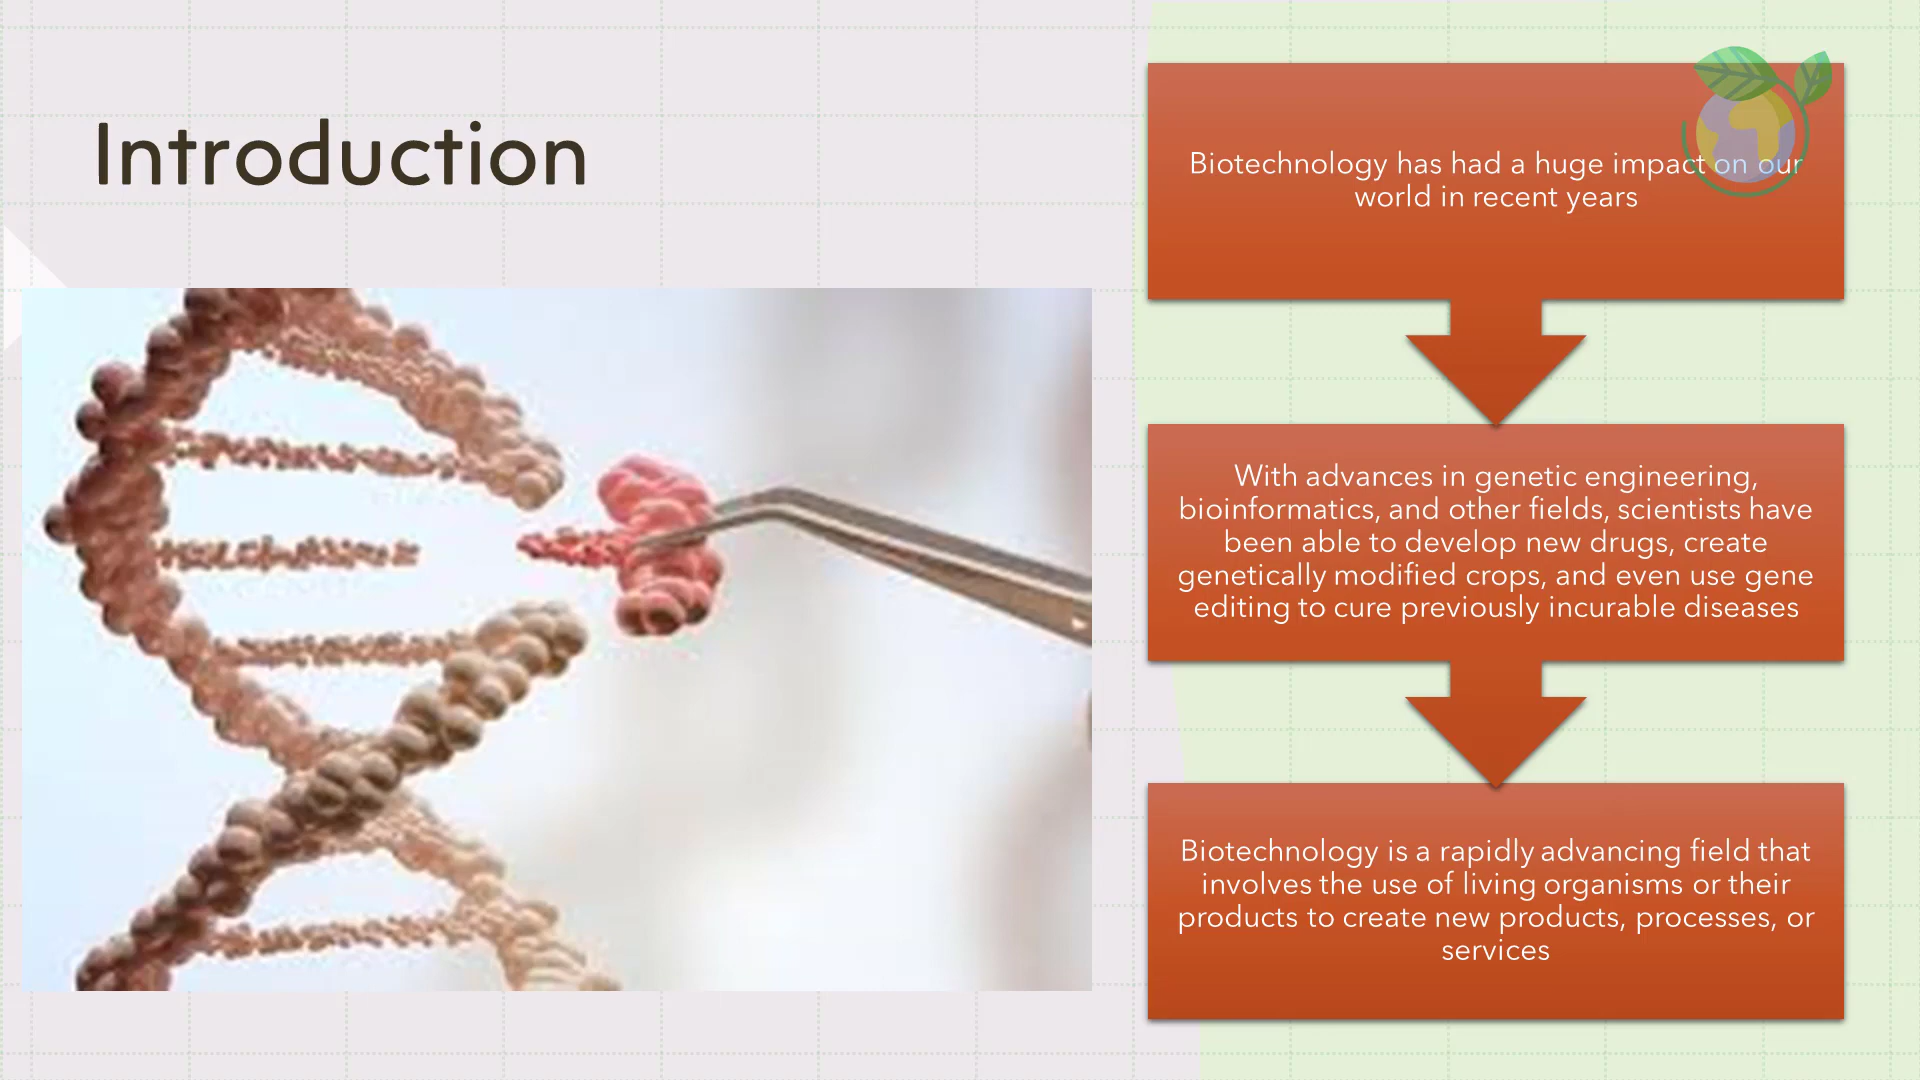 Introduction
Biotechnology has had a huge impact on our
world in recent years
With advances in genetic engineering,
bioinformatics, and other fields, scientists have
been able to develop new drugs, create
genetically modified crops, and even use gene
editing to cure previously incurable diseases
Biotechnology is a rapidly advancing field that
involves the use of living organisms or their
products to create new products, processes, or
services